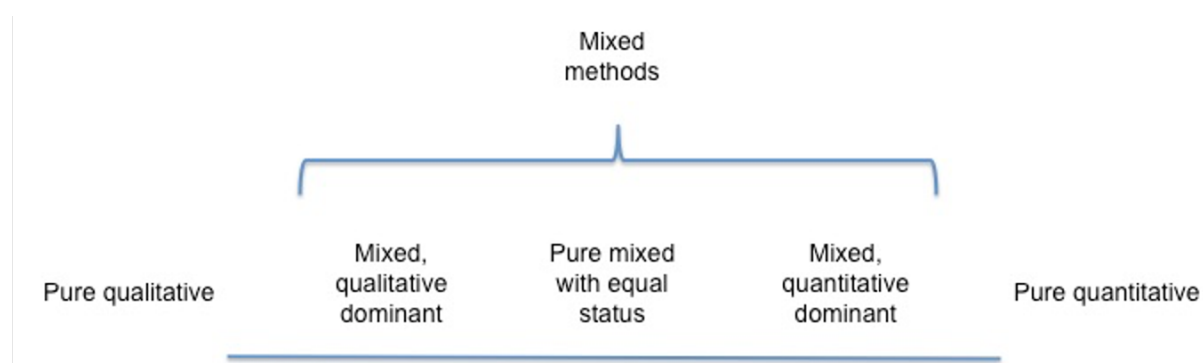 Mixed
methods
Pure qualitative
Mixed,
qualitative
dominant
Pure mixed
with equal
status
Mixed,
quantitative
dominant
Pure quantitative